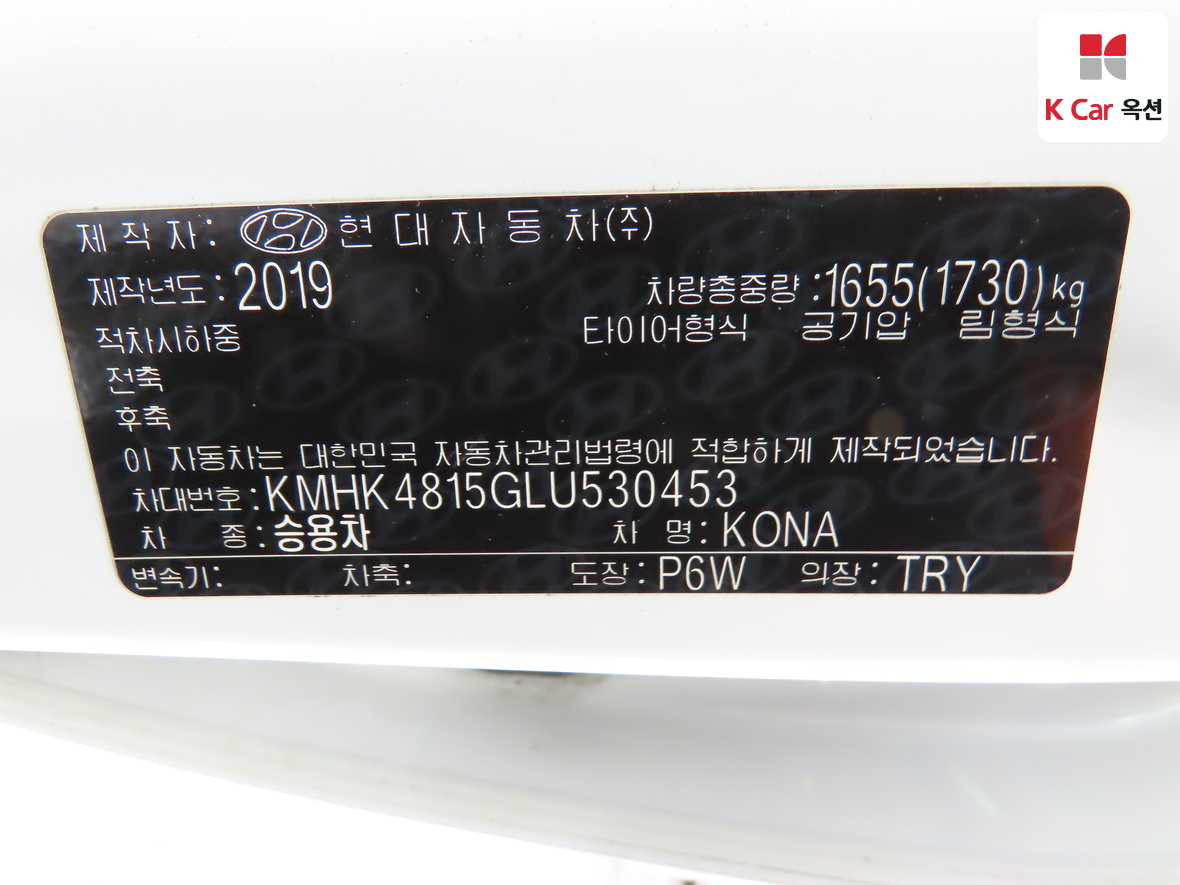 K Car 옥션
제 작 자: 현 대 자 동 차(주)
제작년도: 2019 차량총중량 :1655(1730)kg
적차시하중 타이어형식 공기압 림형식
전축
후축
이 자동차는 대한민국 자동차관리법령에 적합하게 제작되었습니다.
차대번호:KMHK4815GLU530453
차 종:승용차 차 명:KONA
변속기: 차축: 도장:P6W 의장: TRY